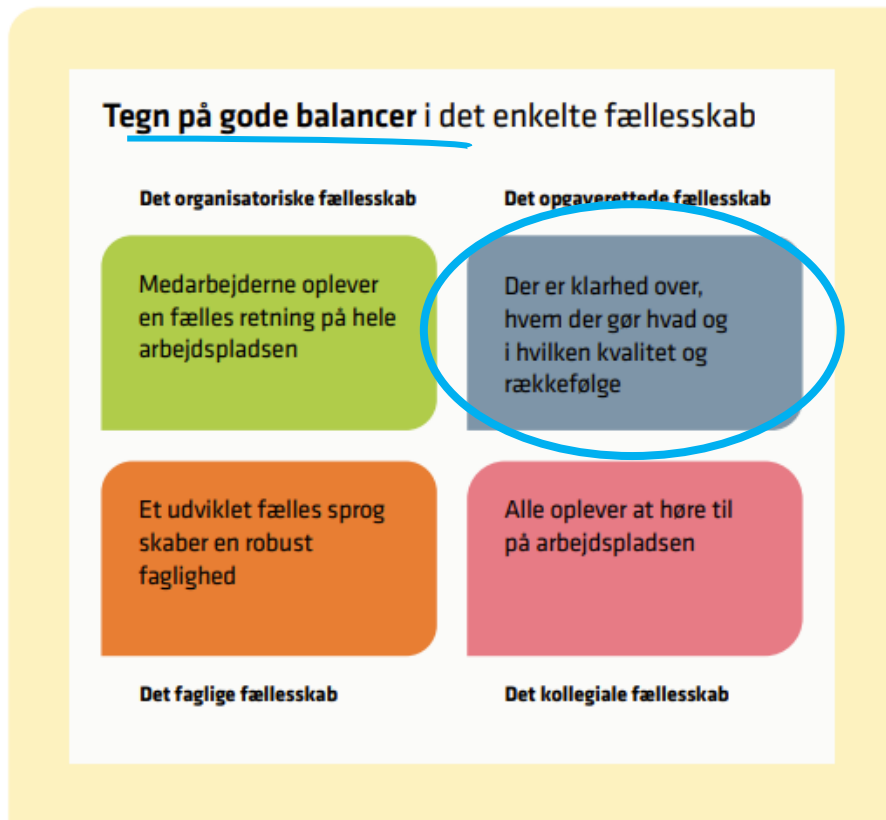 Tegn på gode balancer i det enkelte fællesskab
Det organisatoriske fællesskab
Det opgaverettede fællesskab
Medarbejderne oplever
en fælles retning på hele
arbejdspladsen
Der er klarhed over,
hvem der gør hvad og
i hvilken kvalitet og
rækkefølge
Et udviklet fælles sprog
skaber en robust
faglighed
Alle oplever at høre til
på arbejdspladsen
Det faglige fællesskab
Det kollegiale fællesskab